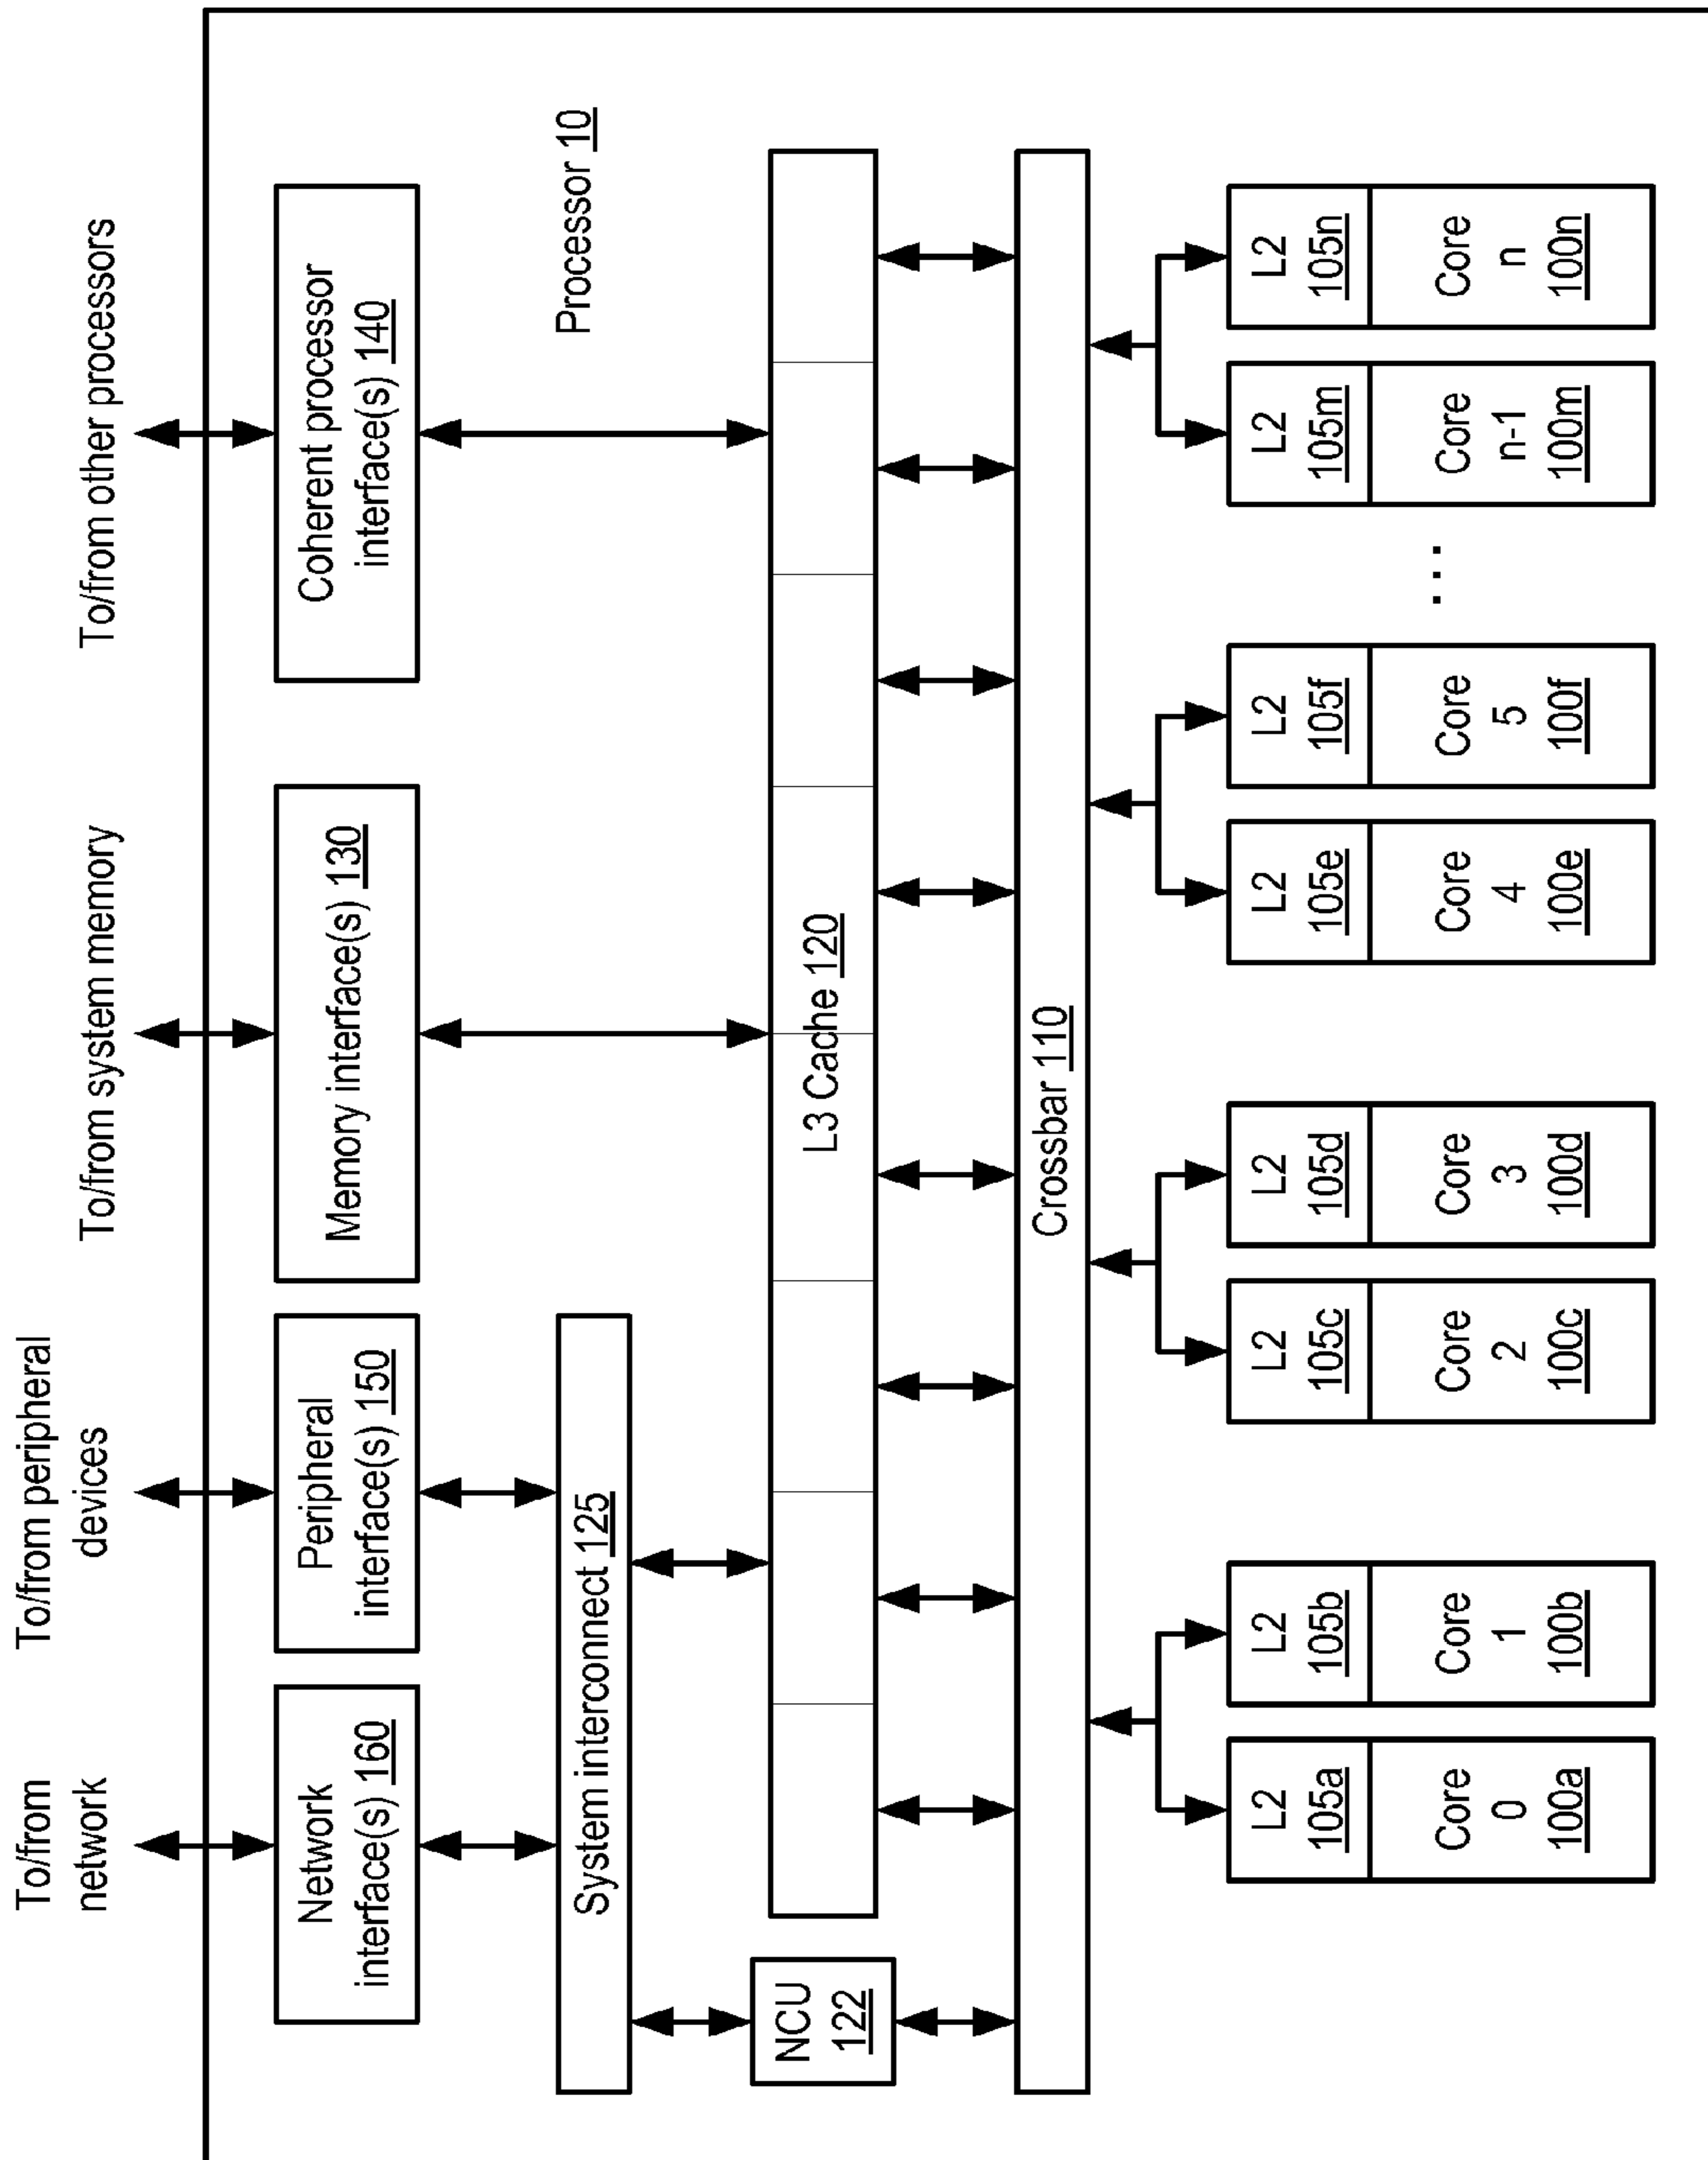 To/from
network
To/from peripheral
devices
To/from system memory
To/from other processors
Network
interface(s) 160
Peripheral
interface(s) 150
Memory interface(s) 130
Coherent processor
interface(s) 140
System interconnect 125
Processor 10
NCU
122
L3 Cache 120
Crossbar 110
L2
105a
Core
0
100a
L2
105b
Core
1
100b
L2
105c
Core
2
100c
L2
105d
Core
3
100d
L2
105e
Core
4
100e
L2
105f
Core
5
100f
. . .
L2
105m
Core
n-1
100m
L2
105n
Core
n
100n